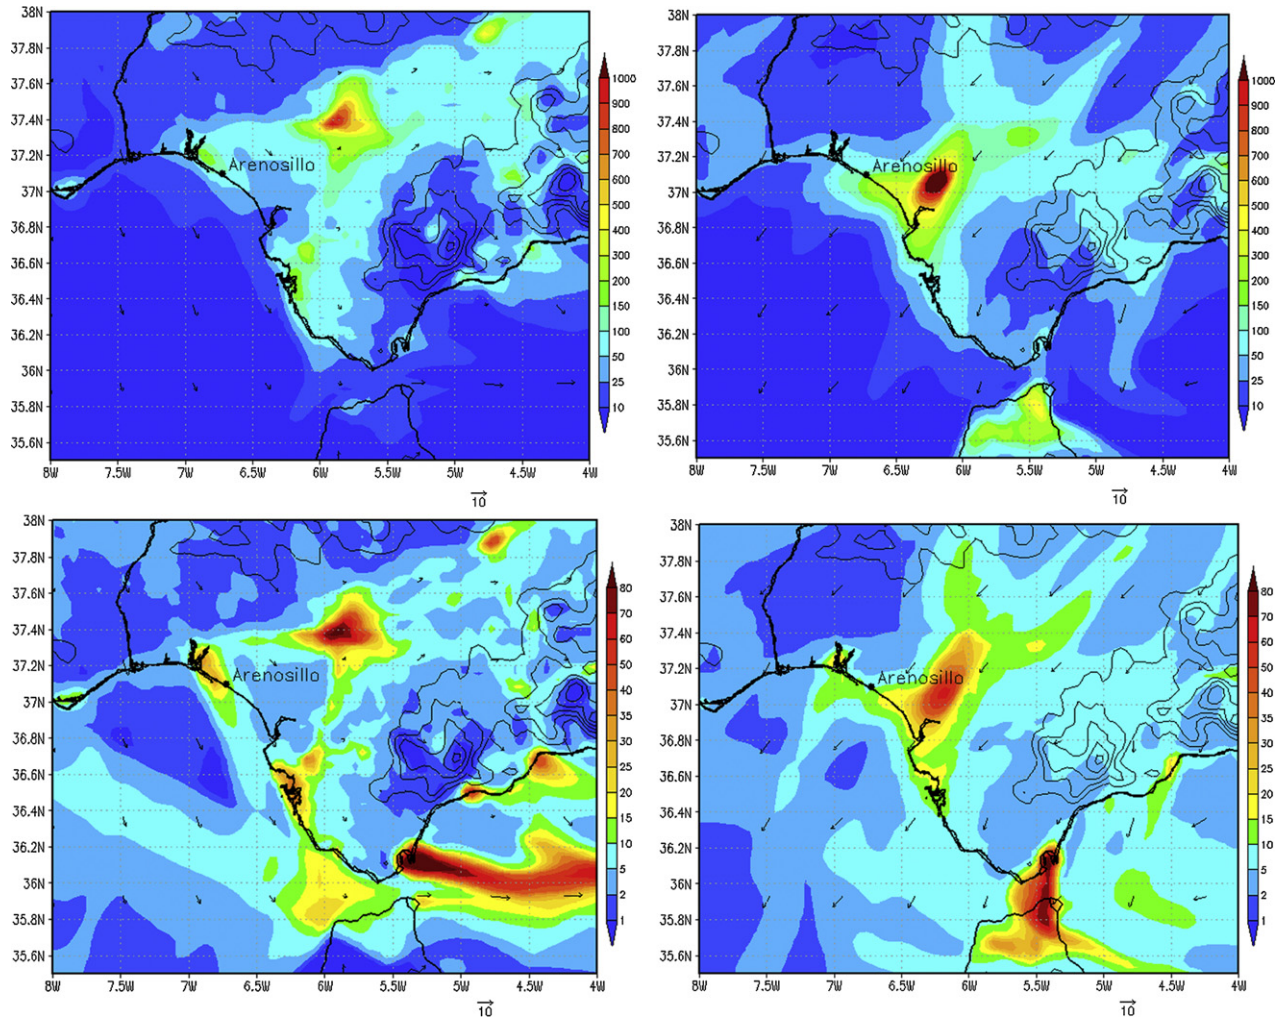 38N
37.8N
37.6N
37.4N
37.2N
37N
36.8N
36.6N
36.4N
36.2N
36N
35.8N
35.6N
Arenosillo
8W 7.5W 7W 6.5W 6W 5.5W 5W 4.5W 4W
10
1000
900
800
700
600
500
400
300
200
150
100
50
25
10
38N
37.8N
37.6N
37.4N
37.2N
37N
36.8N
36.6N
36.4N
36.2N
36N
35.8N
35.6N
Arenosillo
8W 7.5W 7W 6.5W 6W 5.5W 5W 4.5W 4W
10
1000
900
800
700
600
500
400
300
200
150
100
50
25
10
38N
37.8N
37.6N
37.4N
37.2N
37N
36.8N
36.6N
36.4N
36.2N
36N
35.8N
35.6N
Arenosillo
8W 7.5W 7W 6.5W 6W 5.5W 5W 4.5W 4W
10
80
70
60
50
40
35
30
25
20
15
10
5
2
1
38N
37.8N
37.6N
37.4N
37.2N
37N
36.8N
36.6N
36.4N
36.2N
36N
35.8N
35.6N
Arenosillo
8W 7.5W 7W 6.5W 6W 5.5W 5W 4.5W 4W
10
80
70
60
50
40
35
30
25
20
15
10
5
2
1